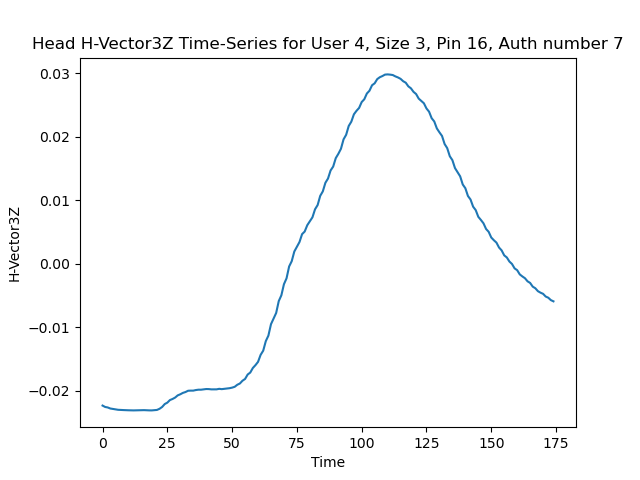 Head H-Vector3Z Time-Series for User 4, Size 3, Pin 16, Auth number 7
H-Vector3Z
0.03
0.02
0.01
0.00
−0.01
−0.02
0 25 50 75 100 125 150 175
Time